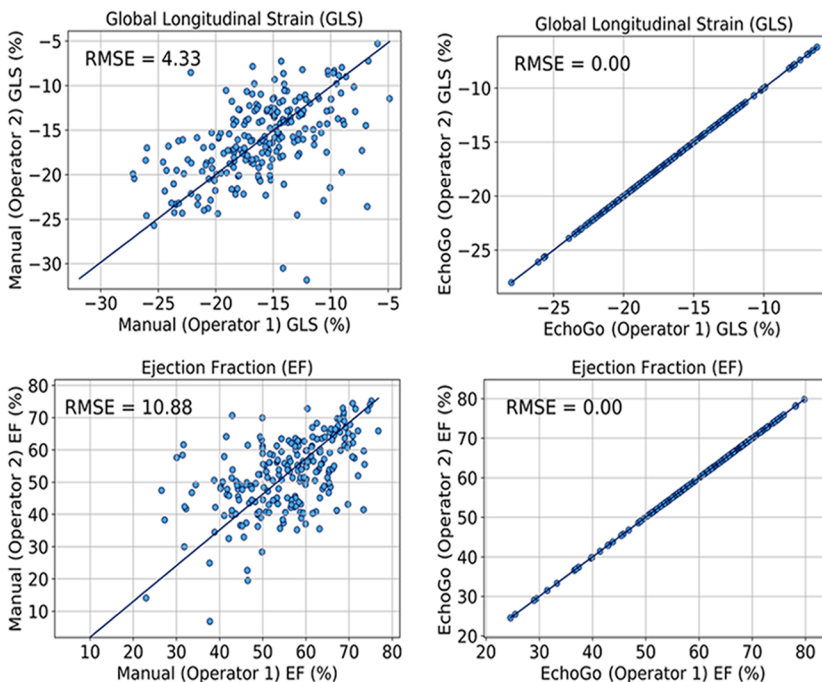 Global Longitudinal Strain (GLS)
Manual (Operator 2) GLS (%)
RMSE = 4.33
−5
−10
−15
−20
−25
−30
−30 −25 −20 −15 −10 −5
Manual (Operator 1) GLS (%)
Global Longitudinal Strain (GLS)
EchoGo (Operator 2) GLS (%)
RMSE = 0.00
−10
−15
−20
−25
−25 −20 −15 −10
EchoGo (Operator 1) GLS (%)
Ejection Fraction (EF)
Manual (Operator 2) EF (%)
RMSE = 10.88
80
70
60
50
40
30
20
10
10 20 30 40 50 60 70 80
Manual (Operator 1) EF (%)
Ejection Fraction (EF)
EchoGo (Operator 2) EF (%)
RMSE = 0.00
80
70
60
50
40
30
20
20 30 40 50 60 70 80
EchoGo (Operator 1) EF (%)